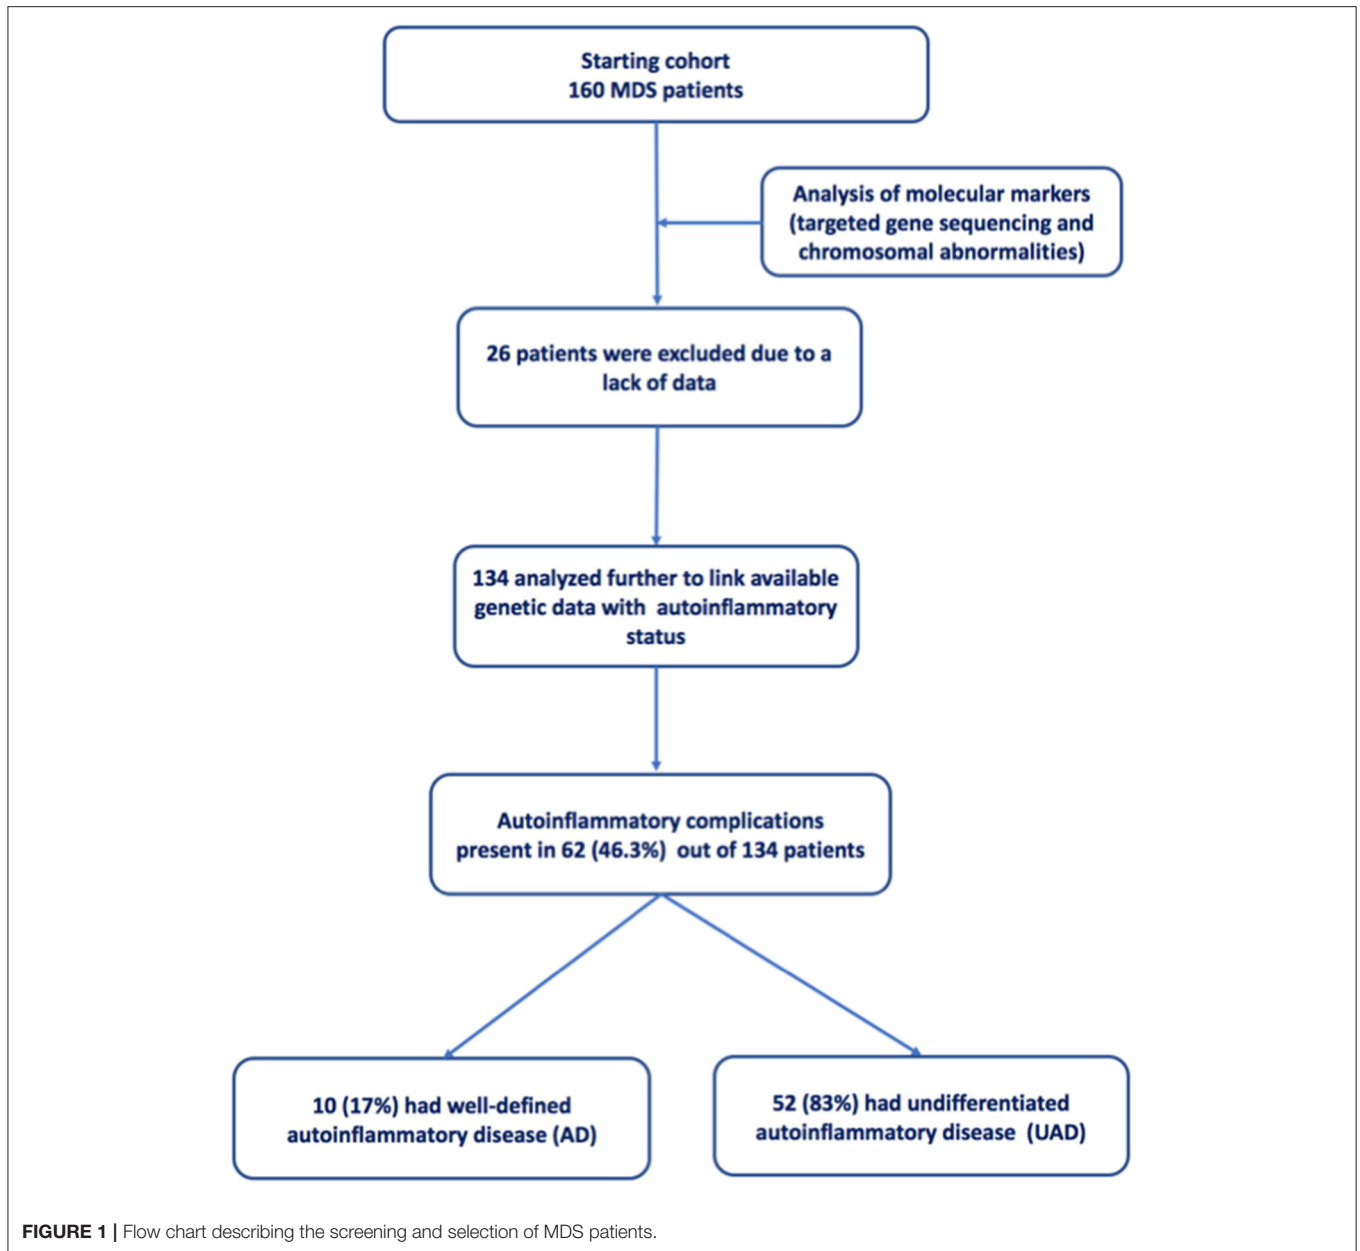 Starting cohort
160 MDS patients
Analysis of molecular markers
(targeted gene sequencing and
chromosomal abnormalities)
26 patients were excluded due to a
lack of data
134 analyzed further to link available
genetic data with autoinflammatory
status
Autoinflammatory complications
present in 62 (46.3%) out of 134 patients
10 (17%) had well-defined
autoinflammatory disease (AD)
52 (83%) had undifferentiated
autoinflammatory disease (UAD)
FIGURE 1 | Flow chart describing the screening and selection of MDS patients.